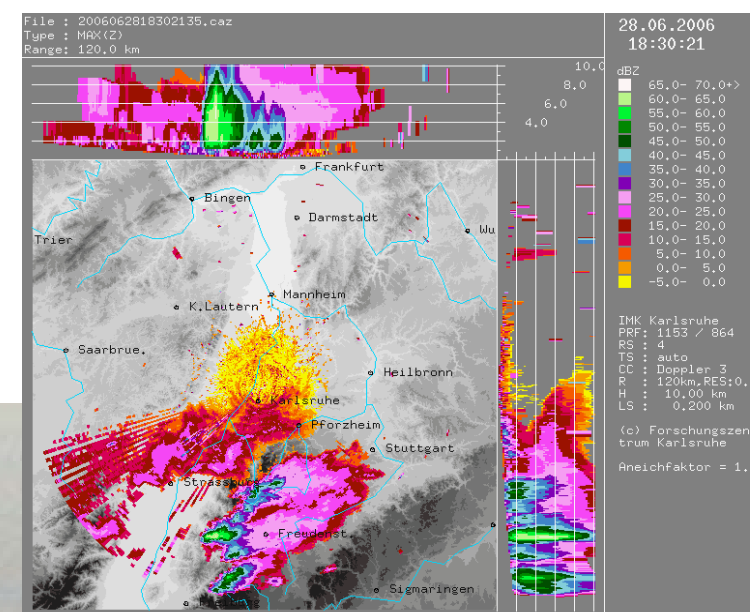 File : 2006062818302135.caz
Type : MAX(Z)
Range: 120.0 km
28.06.2006
18:30:21
10.0
8.0
6.0
4.0
dBZ
65.0- 70.0+>
60.0- 65.0
55.0- 60.0
50.0- 55.0
45.0- 50.0
40.0- 45.0
35.0- 40.0
30.0- 35.0
25.0- 30.0
20.0- 25.0
15.0- 20.0
10.0- 15.0
5.0- 10.0
0.0- 5.0
-5.0- 0.0
Frankfurt
Bingen
Darmstadt
Wu
Trier
Mannheim
K.Lautern
Saarbrue.
Heilbronn
Karlsruhe
Pforzheim
Stuttgart
Strassburg
Freudenst.
Sigmaringen
IMK Karlsruhe
PRF: 1153 / 864
RS : 4
TS : auto
CC : Doppler 3
R : 120km,RES:0.
H : 10.00 km
LS : 0.200 km
(c) Forschungszen
trum Karlsruhe
Aneichfaktor = 1.